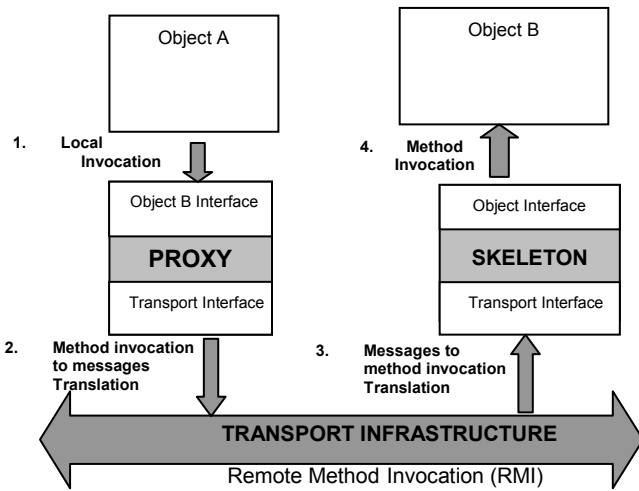 Object A
Object B
1. Local
Invocation
4. Method
Invocation
Object B Interface
PROXY
Transport Interface
Object Interface
SKELETON
Transport Interface
2. Method invocation
to messages
Translation
3. Messages to
method invocation
Translation
TRANSPORT INFRASTRUCTURE
Remote Method Invocation (RMI)